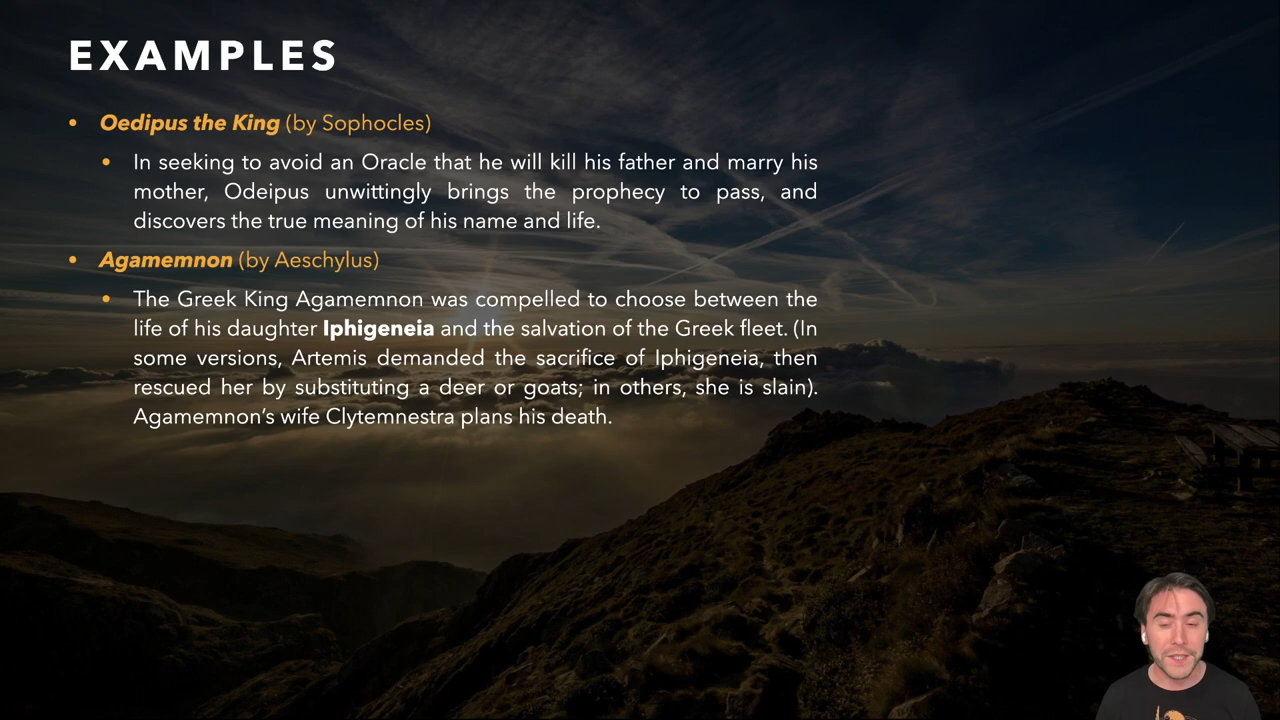 EXAMPLES
• Oedipus the King (by Sophocles)
• In seeking to avoid an Oracle that he will kill his father and marry his
mother, Odeipus unwittingly brings the prophecy to pass, and
discovers the true meaning of his name and life.
• Agamemnon (by Aeschylus)
• The Greek King Agamemnon was compelled to choose between the
life of his daughter Iphigeneia and the salvation of the Greek fleet. (In
some versions, Artemis demanded the sacrifice of Iphigeneia, then
rescued her by substituting a deer or goats; in others, she is slain).
Agamemnon’s wife Clytemnestra plans his death.